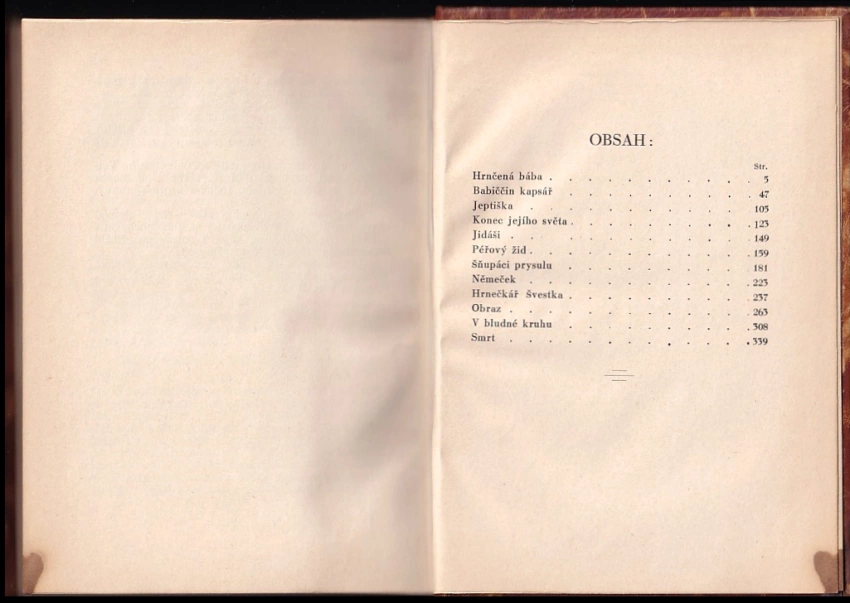 OBSAH:
Str.
Hrnčená bába . . . . . . . . . . . 5
Babiččin kapsář . . . . . . . . . . 47
Jeptiška . . . . . . . . . . . 105
Konec jejího světa . . . . . . . . . . 123
Jidáši . . . . . . . . . . . . 149
Péřový žid . . . . . . . . . . . . 159
Šňupáci prysulu . . . . . . . . . . 181
Němeček . . . . . . . . . . . 223
Hrnečkář Švestka . . . . . . . . . . 237
Obraz . . . . . . . . . . . . 263
V bludné kruhu . . . . . . . . . . 308
Smrt . . . . . . . . . . . . 339